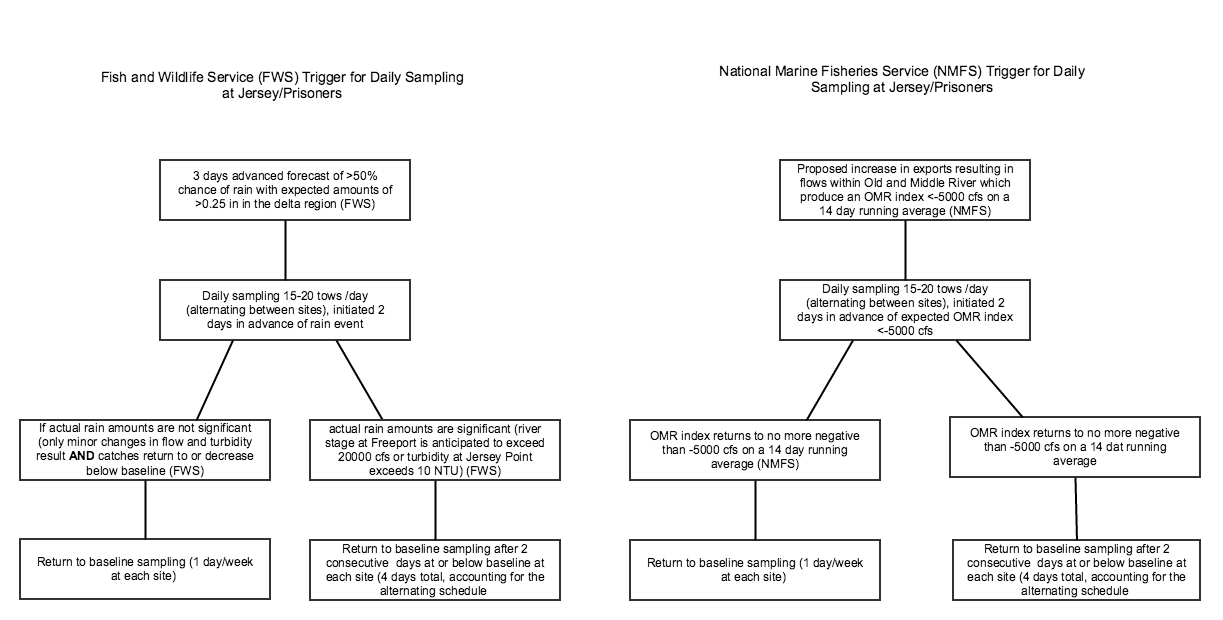 Fish and Wildlife Service (FWS) Trigger for Daily Sampling
at Jersey/Prisoners
3 days advanced forecast of >50%
chance of rain with expected amounts of
>0.25 in in the delta region (FWS)
Daily sampling 15-20 tows /day
(alternating between sites), initiated 2
days in advance of rain event
If actual rain amounts are not significant
(only minor changes in flow and turbidity
result AND catches return to or decrease
below baseline (FWS)
actual rain amounts are significant (river
stage at Freeport is anticipated to exceed
20000 cfs or turbidity at Jersey Point
exceeds 10 NTU) (FWS)
Return to baseline sampling (1 day/week
at each site)
Return to baseline sampling after 2
consecutive  days at or below baseline at
each site (4 days total, accounting for the
alternating schedule
National Marine Fisheries Service (NMFS) Trigger for Daily
Sampling at Jersey/Prisoners
Proposed increase in exports resulting in
flows within Old and Middle River which
produce an OMR index <-5000 cfs on a
14 day running average (NMFS)
Daily sampling 15-20 tows /day
(alternating between sites), initiated 2
days in advance of expected OMR index
<-5000 cfs
OMR index returns to no more negative
than -5000 cfs on a 14 day running
average (NMFS)
OMR index returns to no more negative
than -5000 cfs on a 14 dat running
average
Return to baseline sampling (1 day/week
at each site)
Return to baseline sampling after 2
consecutive  days at or below baseline at
each site (4 days total, accounting for the
alternating schedule